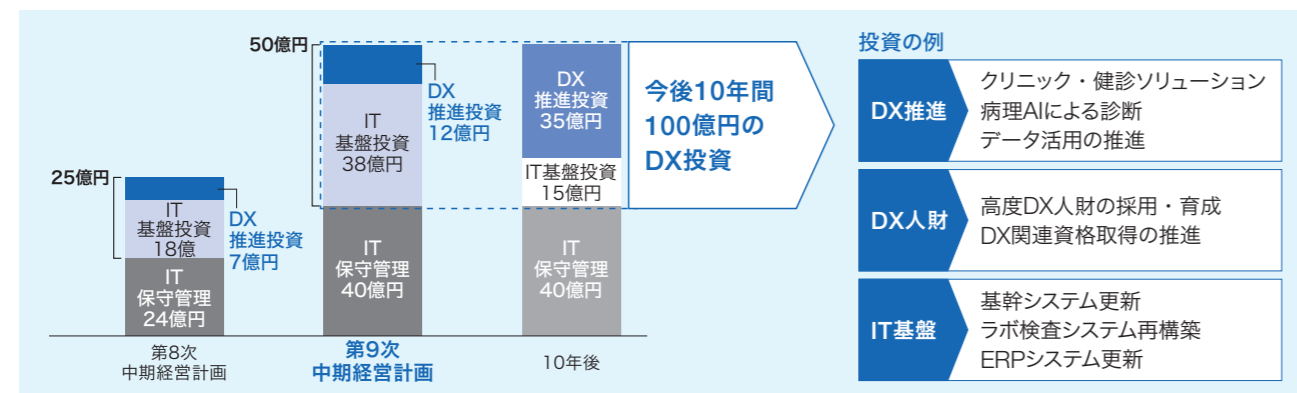 25億円
IT
基盤投資
18億
DX
推進投資
7億円
IT
保守管理
24億円
第8次
中期経営計画
50億円
IT
基盤投資
38億円
DX
推進投資
12億円
IT
保守管理
40億円
第9次
中期経営計画
DX
推進投資
35億円
IT基盤投資
15億円
IT
保守管理
40億円
10年後
今後10年間
100億円の
DX投資
投資の例
DX推進
クリニック・健診ソリューション
病理AIによる診断
データ活用の推進
DX人財
高度DX人財の採用・育成
DX関連資格取得の推進
IT基盤
基幹システム更新
ラボ検査システム再構築
ERPシステム更新